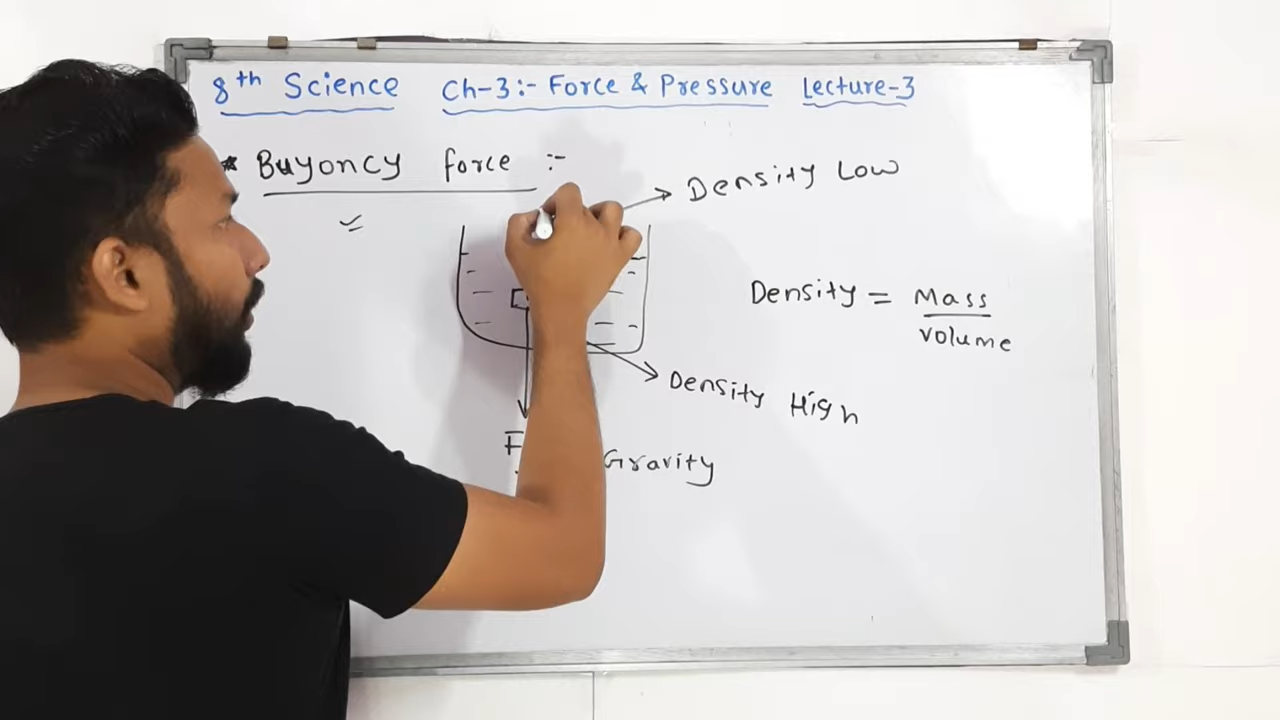 8th Science Ch-3:- Force & Pressure Lecture-3
* Buyoncy force :-
Density Low
Density = Mass
volume
Density High
Gravity